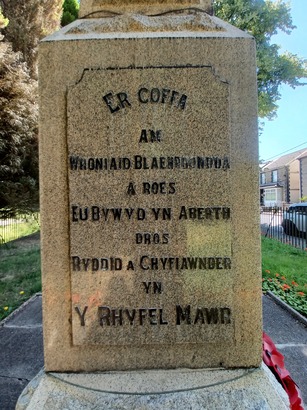 ER COFFA
AM
WRONIAID BLAENRHONDDA
A ROES
EU BYWYD YN ABERTH
DROS
RYDDID A CHYFIAWNDER
YN
Y RHYFEL MAWR